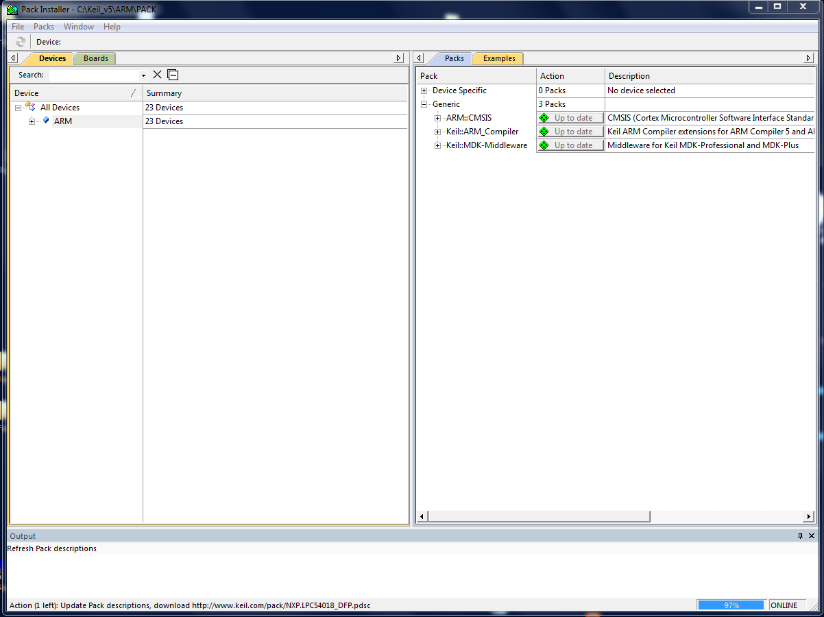 Pack Installer - C:\Keil_v5\ARM\PACK
File Packs Window Help
Device:
Devices Boards
Search:
Device Summary
All Devices 23 Devices
ARM 23 Devices
Packs Examples
Pack Action Description
Device Specific 0 Packs No device selected
Generic 3 Packs
ARM::CMSIS Up to date CMSIS (Cortex Microcontroller Software Interface Standar
Keil::ARM_Compiler Up to date Keil ARM Compiler extensions for ARM Compiler 5 and A
Keil::MDK-Middleware Up to date Middleware for Keil MDK-Professional and MDK-Plus
Output
Refresh Pack descriptions
Action (1 left): Update Pack descriptions, download http://www.keil.com/pack/NXP.LPC54018_DFP.pdsc 97% ONLINE